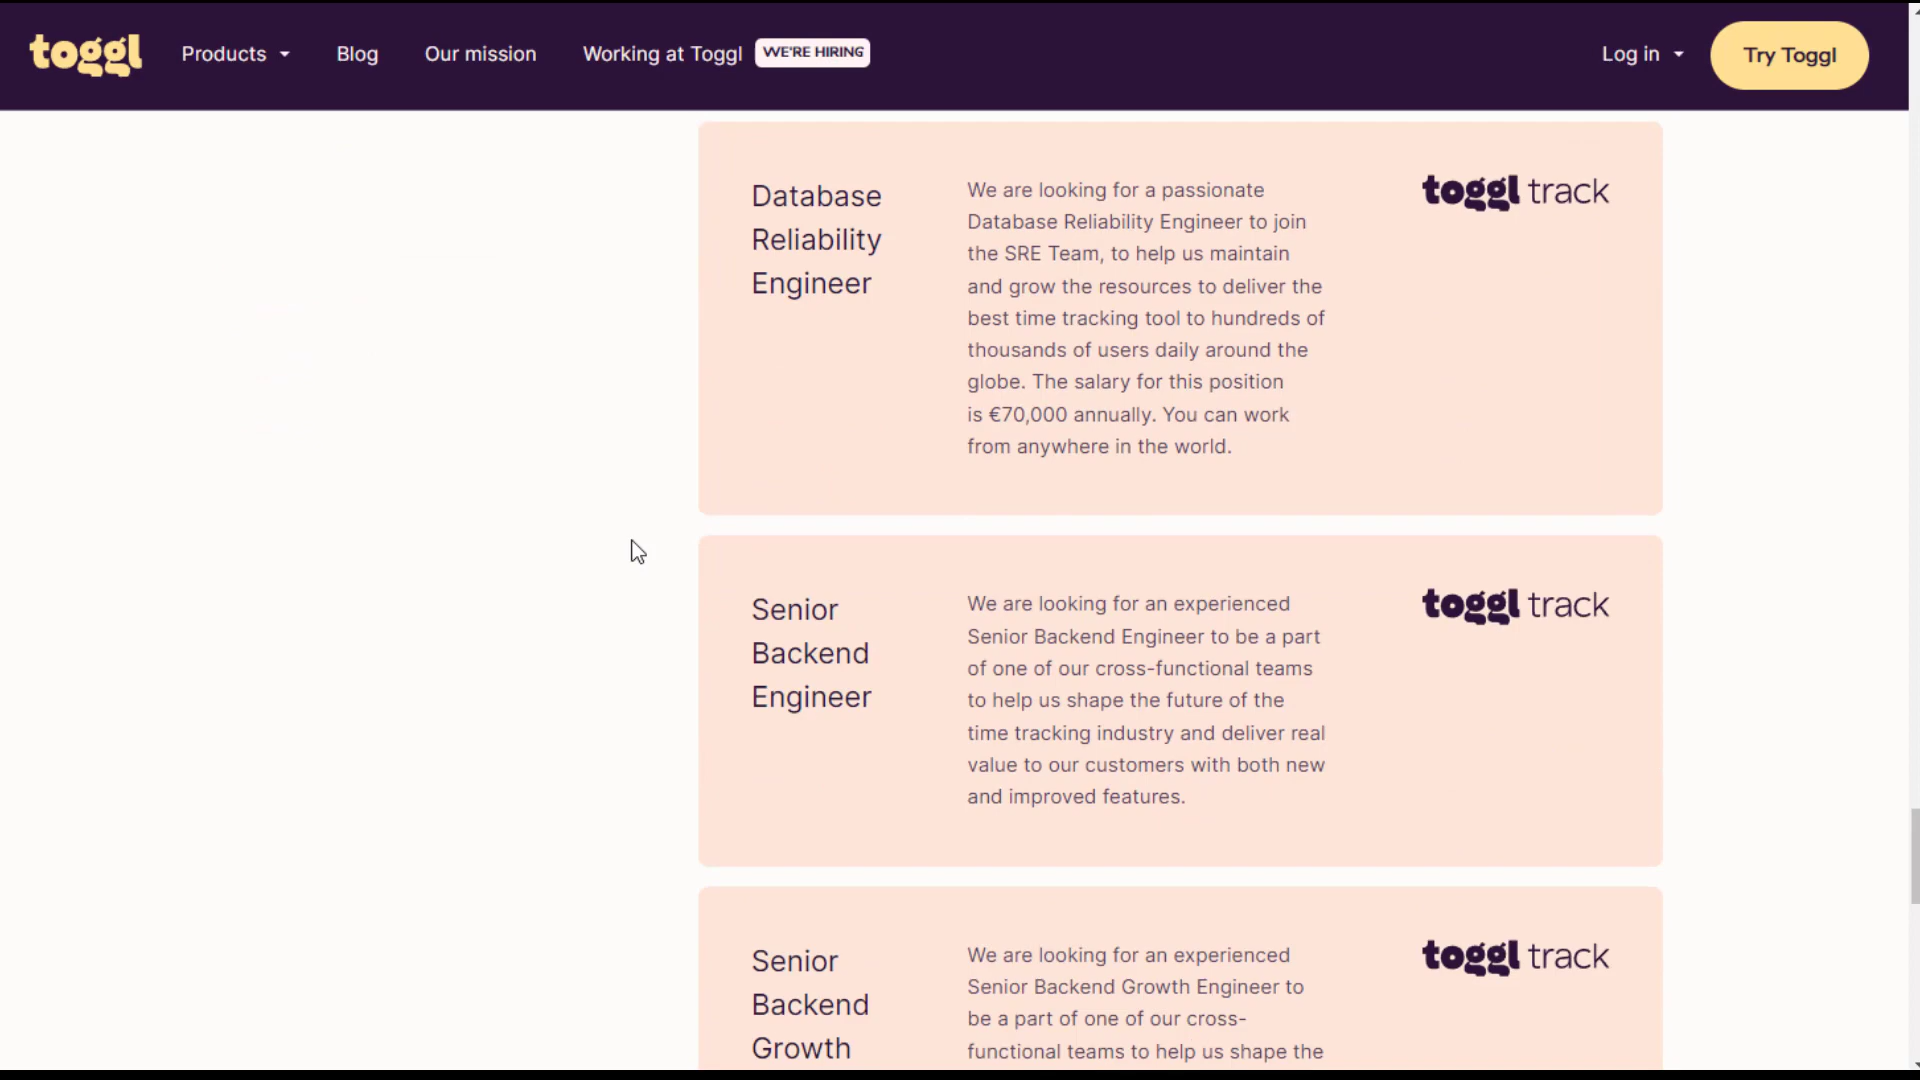 toggl Products Blog Our mission Working at Toggl WE'RE HIRING Log in Try Toggl
Database
Reliability
Engineer
We are looking for a passionate
Database Reliability Engineer to join
the SRE Team, to help us maintain
and grow the resources to deliver the
best time tracking tool to hundreds of
thousands of users daily around the
globe. The salary for this position
is €70,000 annually. You can work
from anywhere in the world.
toggl track
Senior
Backend
Engineer
We are looking for an experienced
Senior Backend Engineer to be a part
of one of our cross-functional teams
to help us shape the future of the
time tracking industry and deliver real
value to our customers with both new
and improved features.
toggl track
Senior
Backend
Growth
We are looking for an experienced
Senior Backend Growth Engineer to
be a part of one of our cross-
functional teams to help us shape the
toggl track